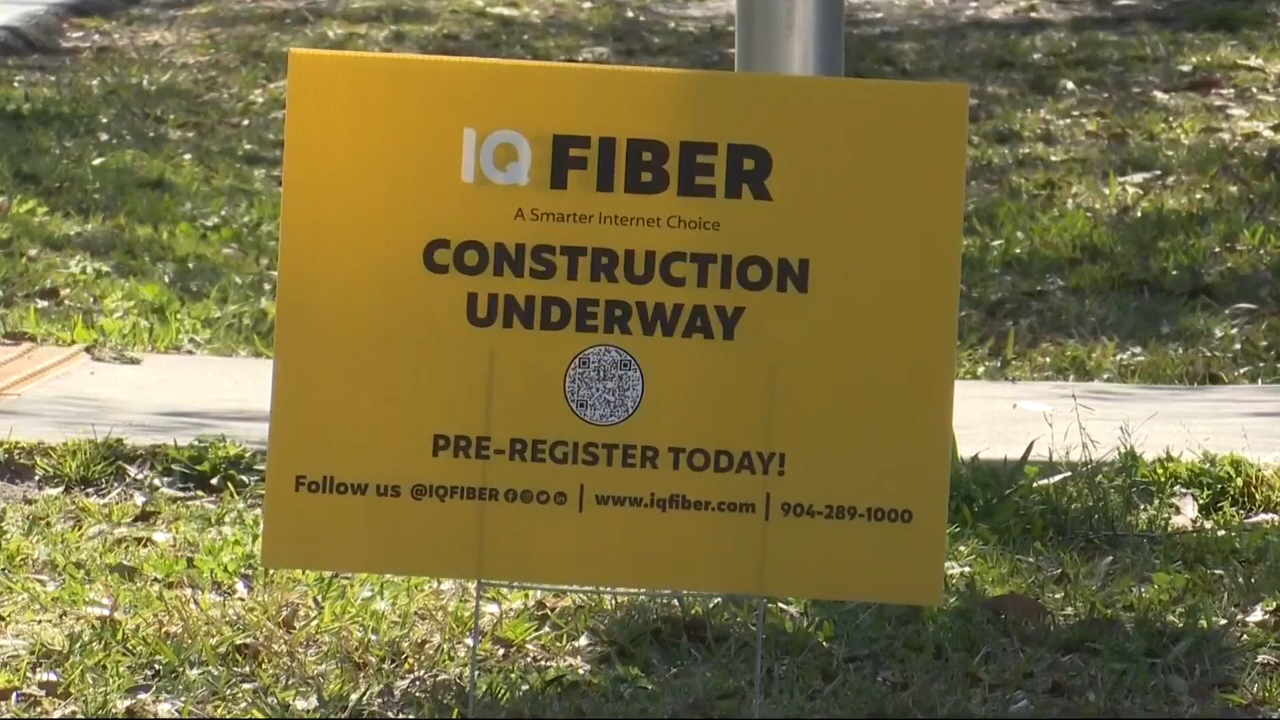 IQ FIBER
A Smarter Internet Choice
CONSTRUCTION
UNDERWAY
PRE-REGISTER TODAY!
Follow us @IQFIBER | www.iqfiber.com | 904-289-1000